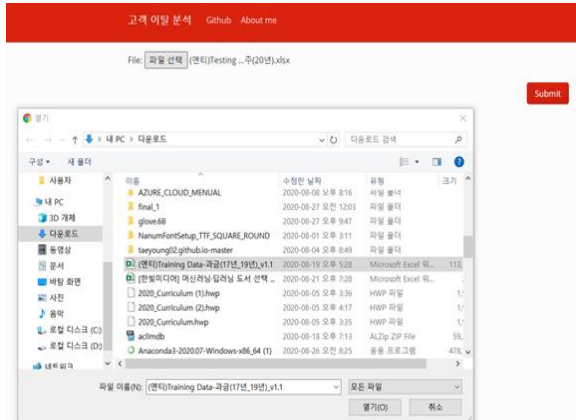 고객 이탈 분석 Github About me
File: 파일 선택 (엔티)Testing ...주(20년).xlsx
Submit
열기
내 PC > 다운로드
다운로드 검색
구성 새 폴더
이름 수정한 날짜 유형 크기
사용자
내 PC
3D 개체
다운로드
동영상
문서
바탕 화면
사진
음악
로컬 디스크 (C:)
로컬 디스크 (D:)
네트워크
AZURE_CLOUD_MENUAL 2020-08-08 오후 8:16 파일 폴더
final_1 2020-08-27 오전 12:03 파일 폴더
glove.6B 2020-08-27 오후 9:47 파일 폴더
NanumFontSetup_TTF_SQUARE_ROUND 2020-08-01 오후 3:11 파일 폴더
taeyoung02.github.io-master 2020-08-04 오후 8:49 파일 폴더
(엔티)Training Data-과금(17년_19년)_v1.1 2020-08-19 오후 5:28 Microsoft Excel 워... 113,
[한빛미디어] 머신러닝·딥러닝 도서 선택 ... 2020-08-21 오후 7:28 Microsoft Excel 워...
2020_Curriculum (1).hwp 2020-08-05 오후 3:36 HWP 파일 1,
2020_Curriculum (2).hwp 2020-08-05 오후 4:17 HWP 파일 1,
2020_Curriculum.hwp 2020-08-05 오후 3:35 HWP 파일 1,
aclImdb 2020-08-18 오후 7:13 ALZip ZIP File 59,
Anaconda3-2020.07-Windows-x86_64 (1) 2020-08-26 오전 8:25 응용 프로그램 478,
파일 이름(N): (엔티)Training Data-과금(17년_19년)_v1.1 모든 파일
열기(O) 취소